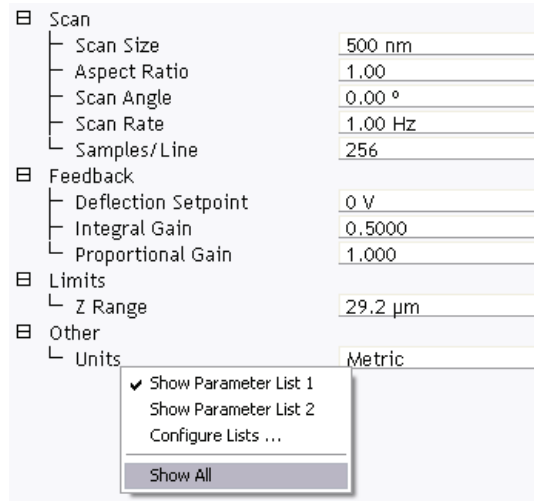 Scan
Scan Size 500 nm
Aspect Ratio 1.00
Scan Angle 0.00 º
Scan Rate 1.00 Hz
Samples/Line 256
Feedback
Deflection Setpoint 0 V
Integral Gain 0.5000
Proportional Gain 1.000
Limits
Z Range 29.2 µm
Other
Units Metric
Show Parameter List 1
Show Parameter List 2
Configure Lists ...
Show All